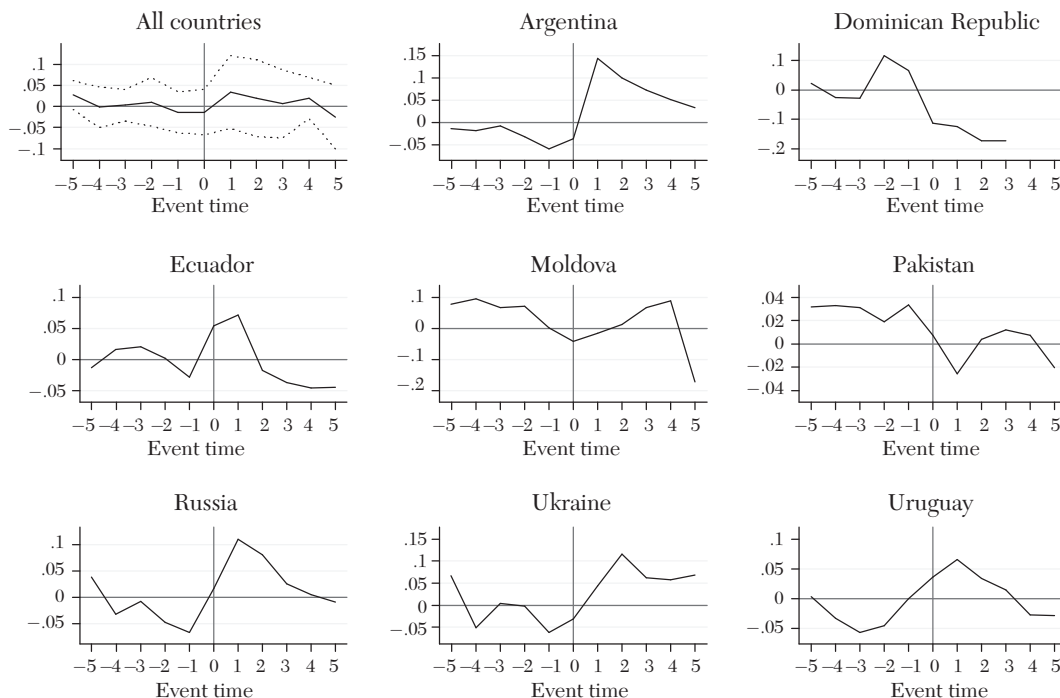 All countries
.1
.05
0
−.05
−.1
−5 −4 −3 −2 −1 0 1 2 3 4 5
Event time
Argentina
.15
.1
.05
0
−.05
−5 −4 −3 −2 −1 0 1 2 3 4 5
Event time
Dominican Republic
.1
0
−.1
−.2
−5 −4 −3 −2 −1 0 1 2 3 4 5
Event time
Ecuador
.1
.05
0
−.05
−5 −4 −3 −2 −1 0 1 2 3 4 5
Event time
Moldova
.1
0
−.1
−.2
−5 −4 −3 −2 −1 0 1 2 3 4 5
Event time
Pakistan
.04
.02
0
−.02
−.04
−5 −4 −3 −2 −1 0 1 2 3 4 5
Event time
Russia
.1
.05
0
−.05
−5 −4 −3 −2 −1 0 1 2 3 4 5
Event time
Ukraine
.15
.1
.05
0
−.05
−5 −4 −3 −2 −1 0 1 2 3 4 5
Event time
Uruguay
.1
.05
0
−.05
−5 −4 −3 −2 −1 0 1 2 3 4 5
Event time